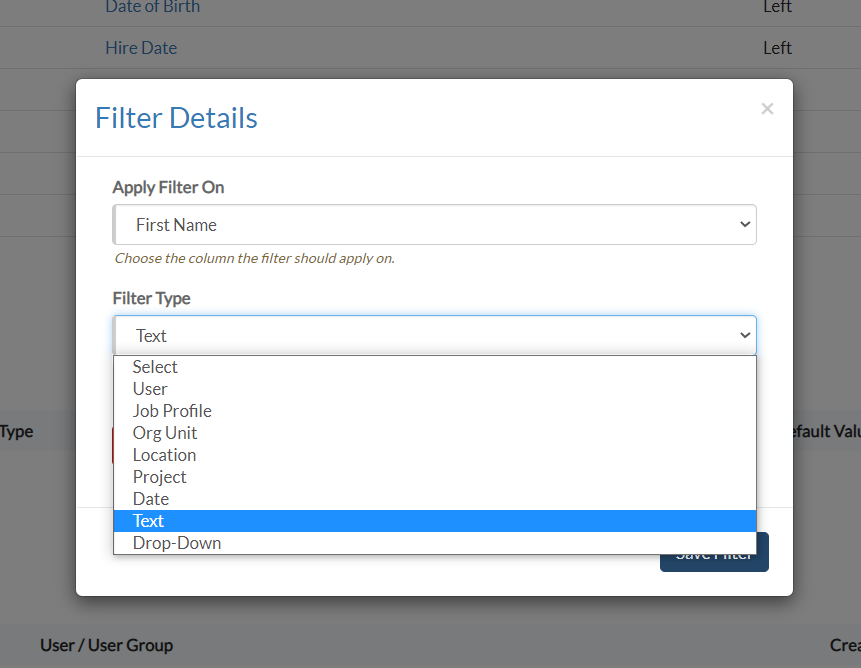 Date of Birth Left
Hire Date Left
Filter Details ×
Apply Filter On
First Name
Choose the column the filter should apply on.
Filter Type
Text
Select
User
Job Profile
Org Unit
Location
Type efault Valu
Project
Date
Text
Drop-Down
Save Filter
User / User Group Crea